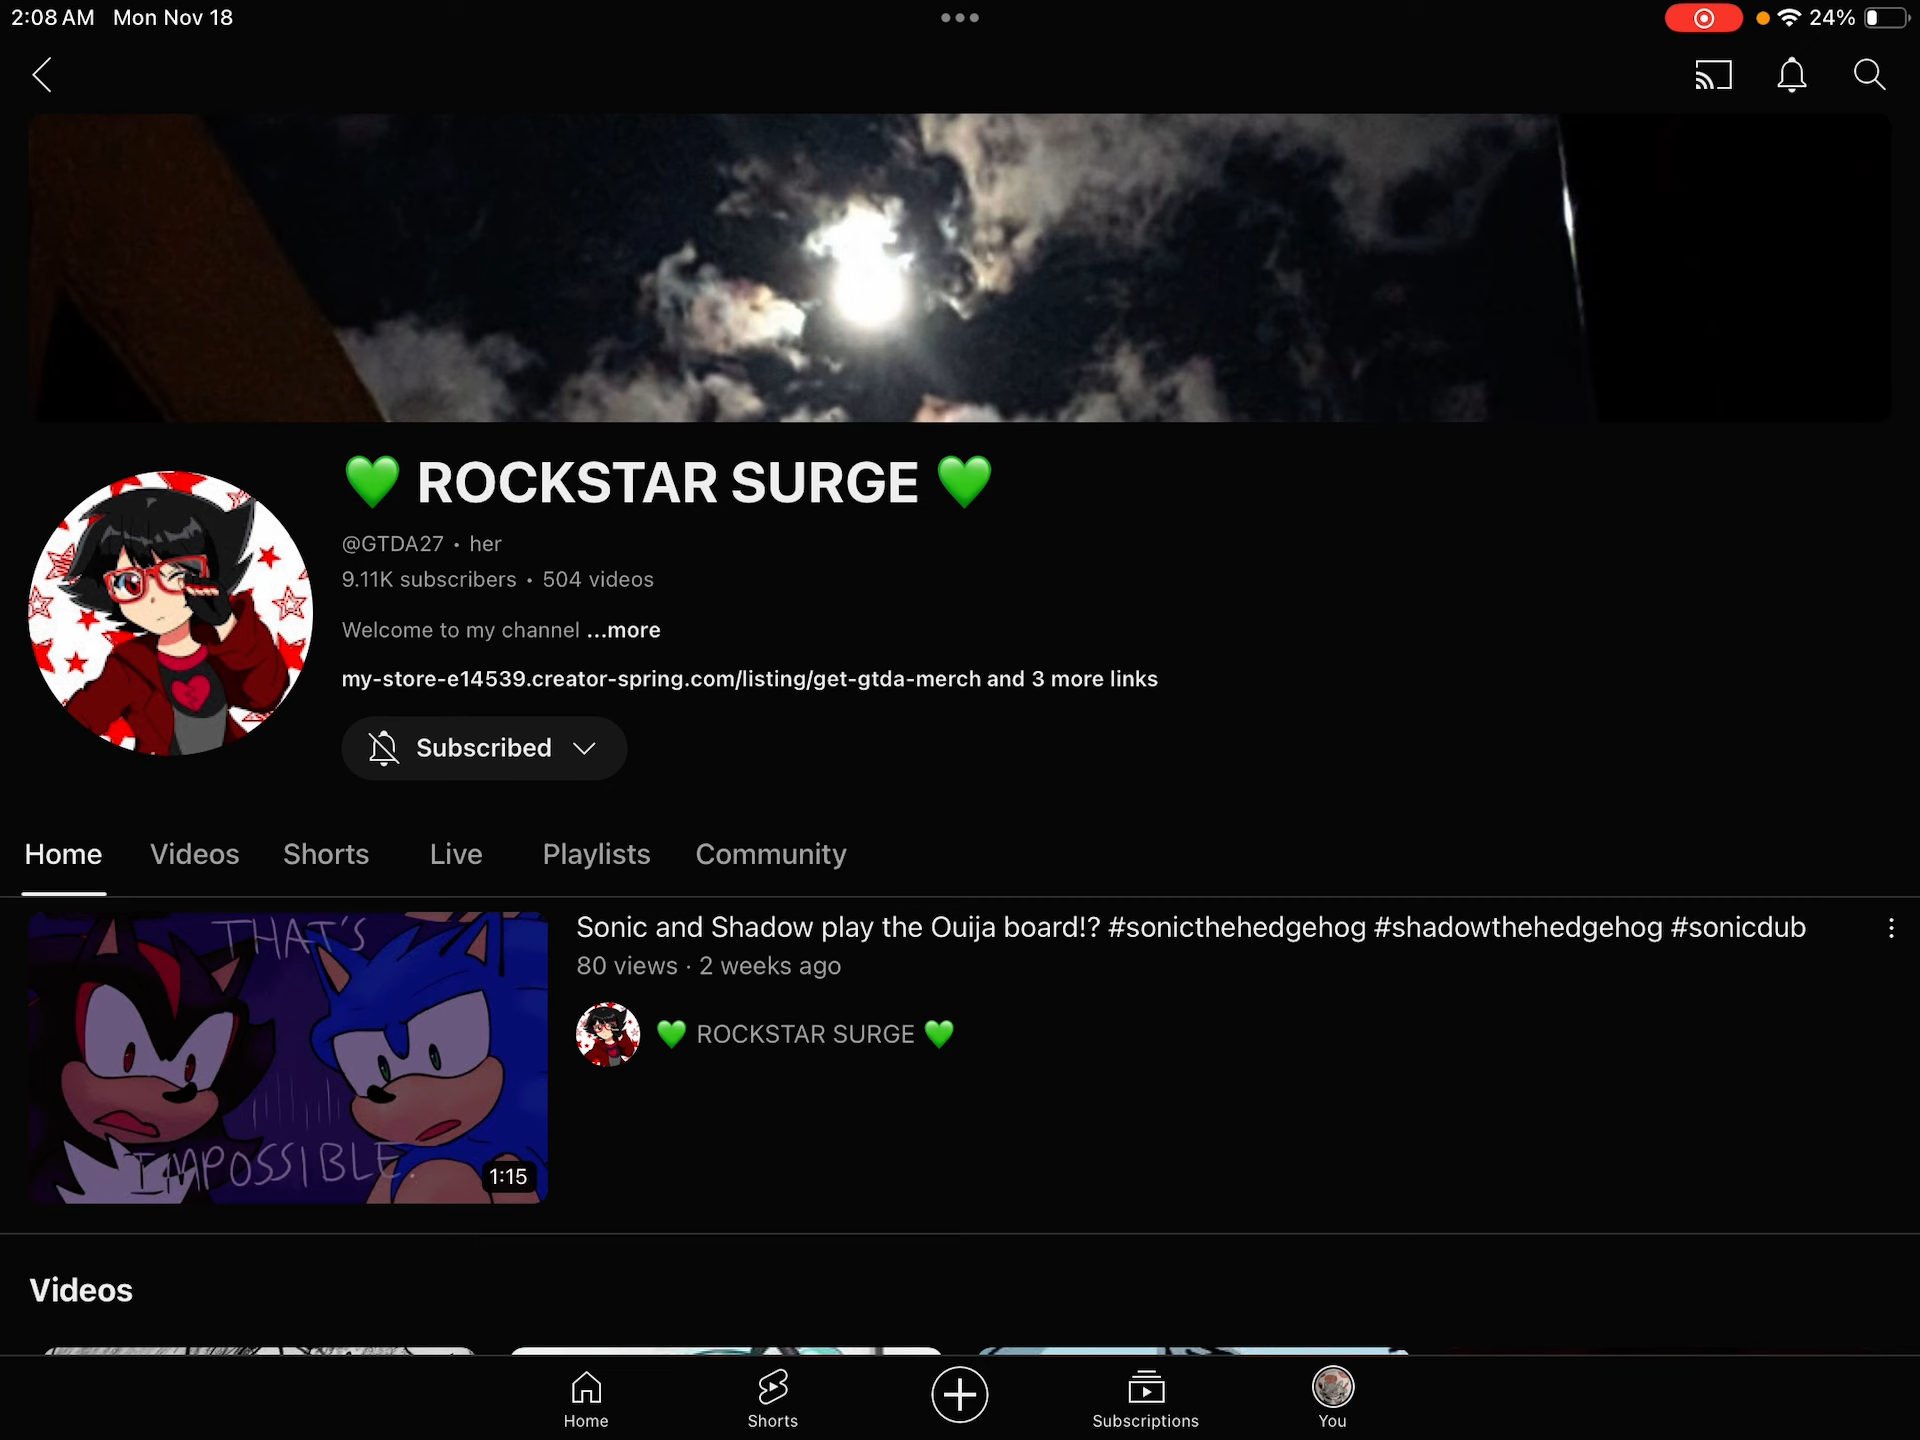 2:08 AM Mon Nov 18
24%
💚 ROCKSTAR SURGE 💚
@GTDA27 • her
9.11K subscribers • 504 videos
Welcome to my channel ...more
my-store-e14539.creator-spring.com/listing/get-gtda-merch and 3 more links
Subscribed
Home Videos Shorts Live Playlists Community
THAT'S
IMPOSSIBLE.
1:15
Sonic and Shadow play the Ouija board!? #sonicthehedgehog #shadowthehedgehog #sonicdub
80 views · 2 weeks ago
💚 ROCKSTAR SURGE 💚
Videos
Home Shorts Subscriptions You